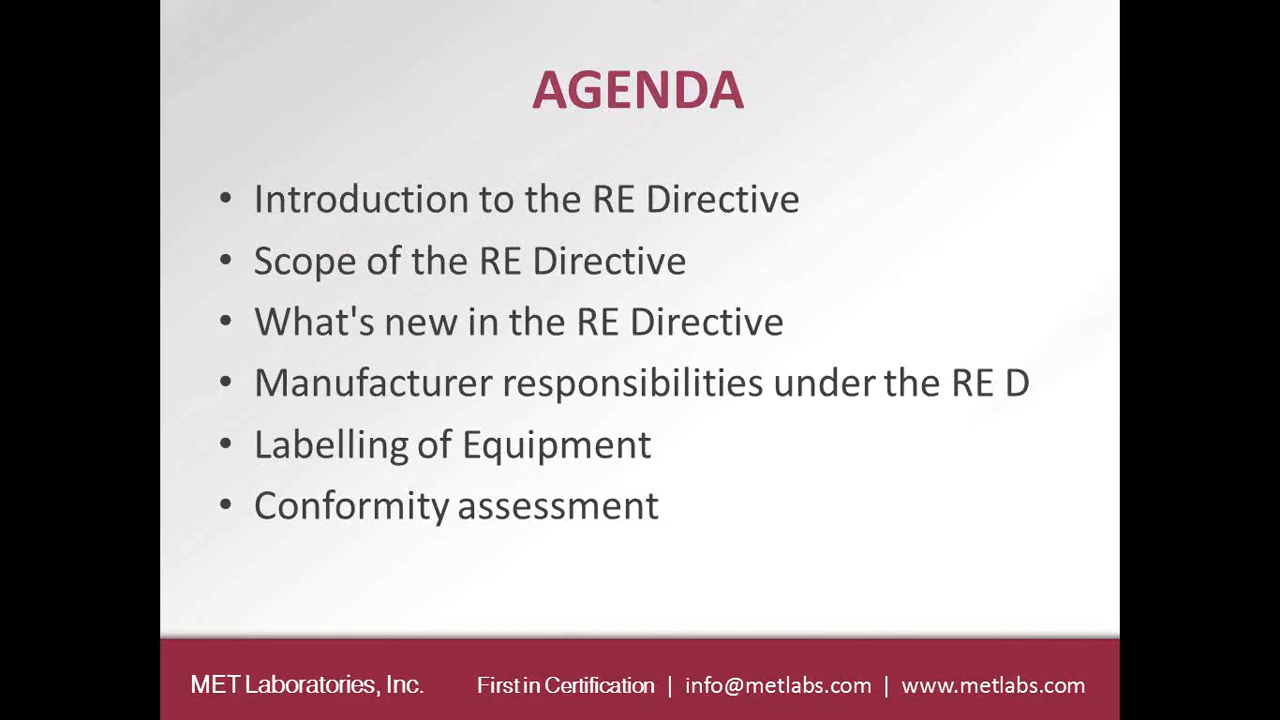 AGENDA
• Introduction to the RE Directive
• Scope of the RE Directive
• What's new in the RE Directive
• Manufacturer responsibilities under the RE D
• Labelling of Equipment
• Conformity assessment
MET Laboratories, Inc. First in Certification | info@metlabs.com | www.metlabs.com